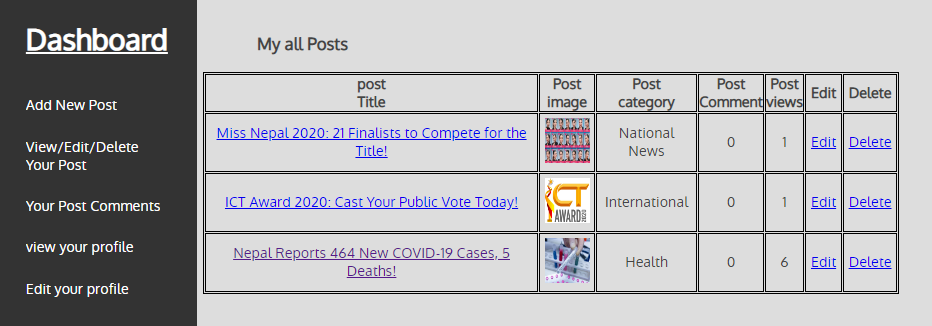 Dashboard
Add New Post
View/Edit/Delete
Your Post
Your Post Comments
view your profile
Edit your profile
My all Posts
post
Title
Post
image
Post
category
Post
Comment
Post
views
Edit
Delete
Miss Nepal 2020: 21 Finalists to Compete for the
Title!
National
News
0
1
Edit
Delete
ICT Award 2020: Cast Your Public Vote Today!
ICT
AWARD
International
0
1
Edit
Delete
Nepal Reports 464 New COVID-19 Cases, 5
Deaths!
Health
0
6
Edit
Delete